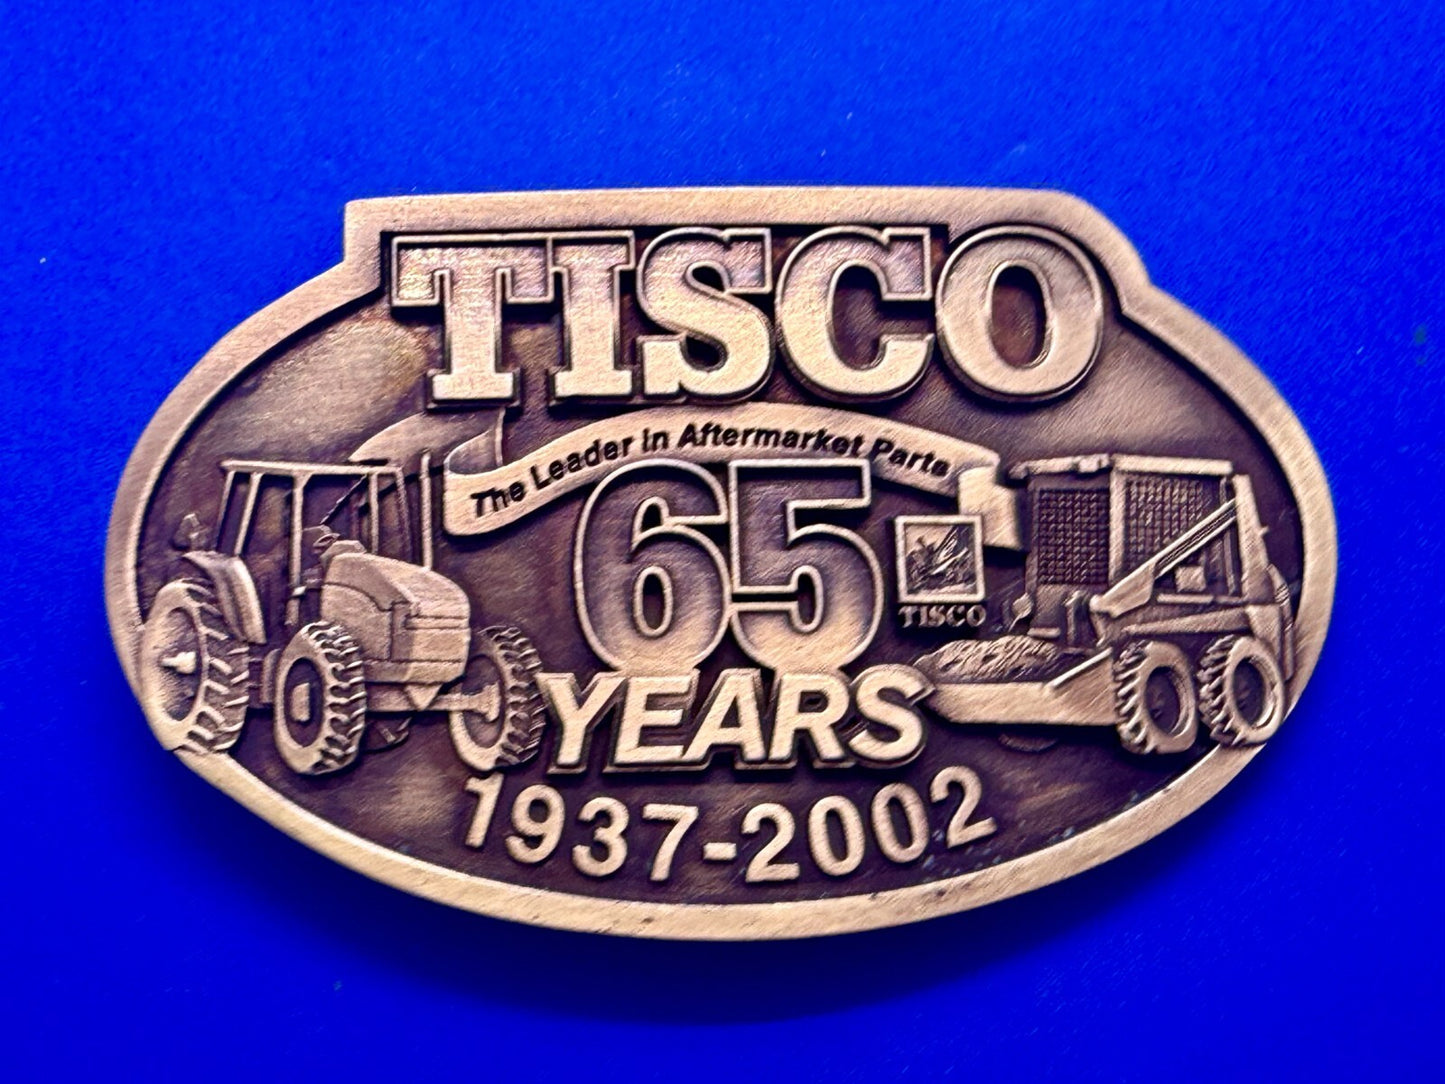 TISCO
The Leader in Aftermarket Parts
65
TISCO
YEARS
1937-2002